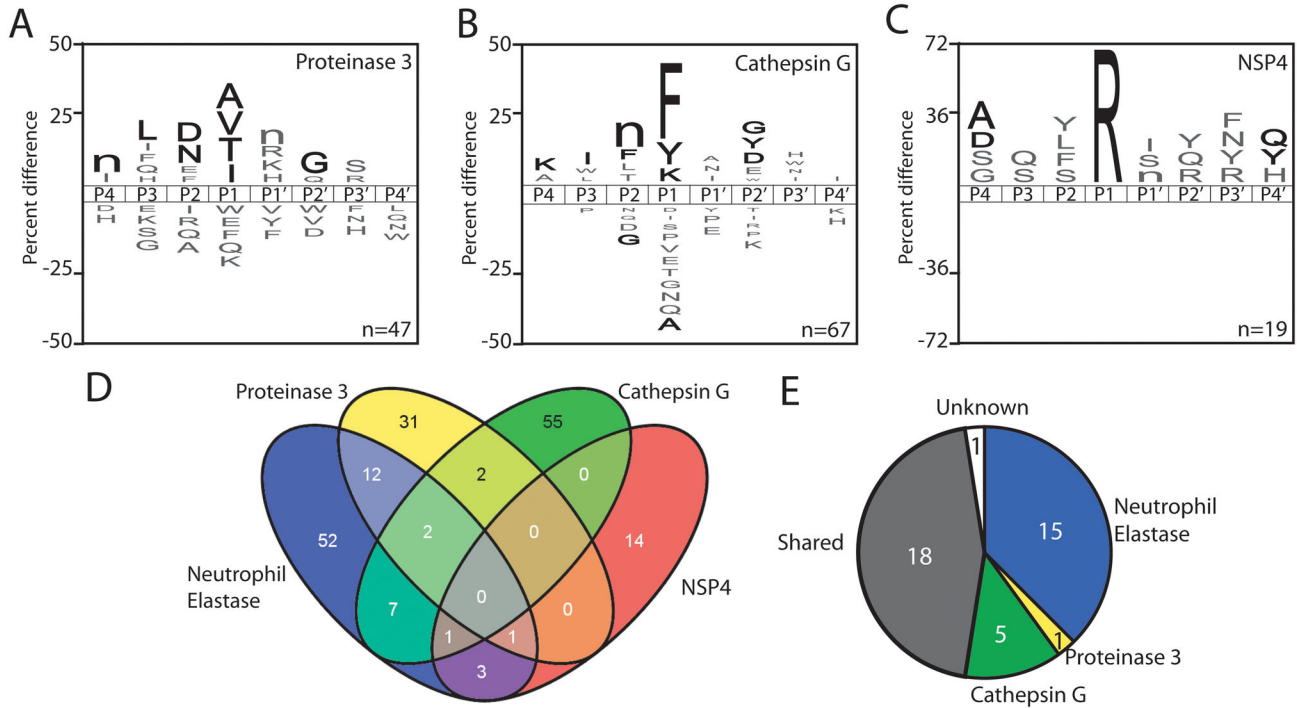 A
50
Proteinase 3
25
Percent difference
n
I
L
I
F
Q
H
D
N
E
F
A
V
T
I
n
R
K
H
G
Q
S
R
P4 P3 P2 P1 P1′ P2′ P3′ P4′
D
H
E
K
S
G
I
R
Q
A
W
E
F
Q
K
V
Y
F
W
V
D
F
N
H
L
Q
N
W
-25
-50
n=47
B
50
Cathepsin G
25
Percent difference
K
A
I
W
L
n
F
L
T
F
Y
K
A
N
I
G
Y
D
E
W
H
W
I
P4 P3 P2 P1 P1′ P2′ P3′ P4′
P
N
S
D
G
D
I
S
P
V
E
T
G
N
Q
A
Y
P
E
T
I
R
P
K
K
H
-25
-50
n=67
C
72
NSP4
36
Percent difference
A
D
S
G
Q
S
Y
L
F
S
R
I
S
n
Y
Q
R
F
N
Y
R
Q
Y
H
P4 P3 P2 P1 P1′ P2′ P3′ P4′
-36
-72
n=19
D
Proteinase 3
Cathepsin G
31
55
12
2
0
52
2
0
14
Neutrophil
Elastase
NSP4
7
0
0
1
1
3
E
Unknown
1
Neutrophil
Elastase
15
Shared
18
5
1
Proteinase 3
Cathepsin G